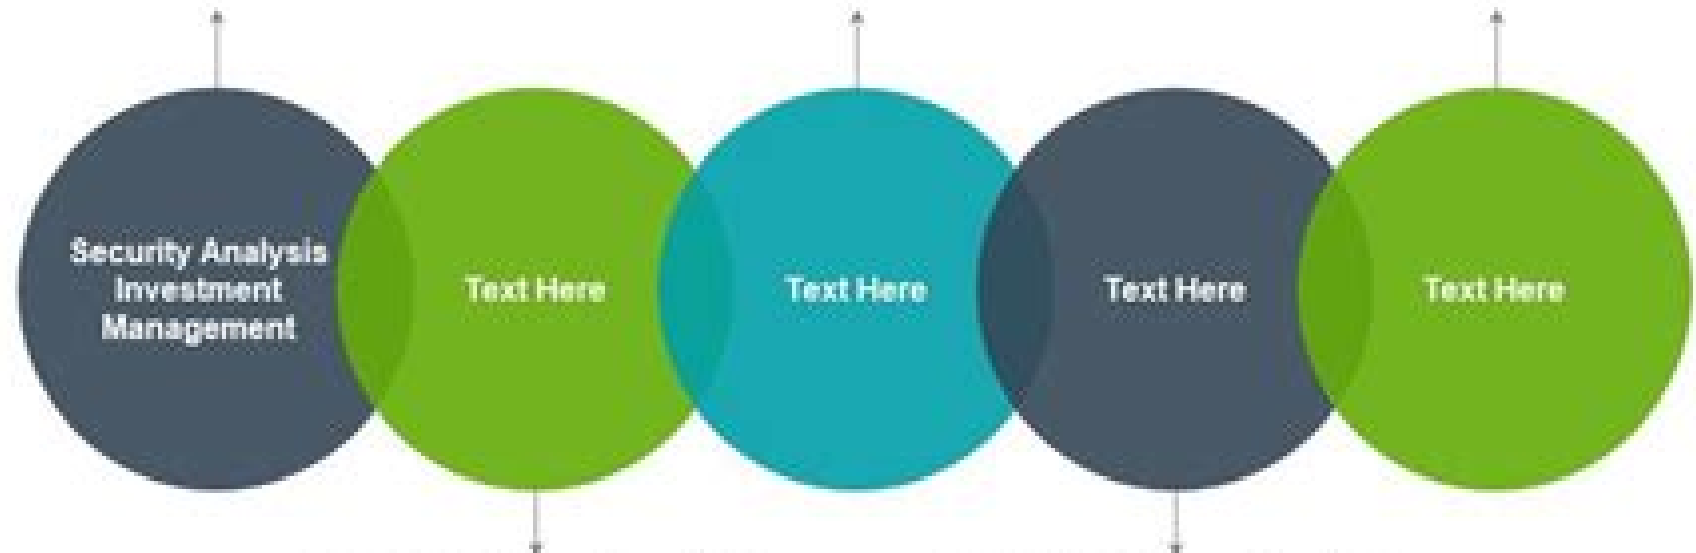 Security Analysis
Investment
Management
Text Here
Text Here
Text Here
Text Here